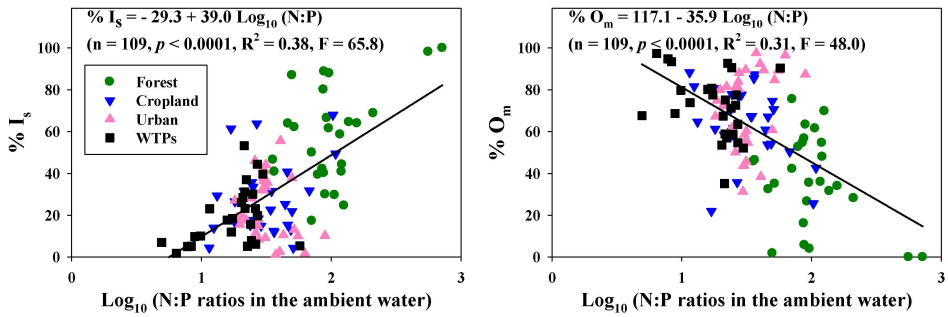 % Iₛ = - 29.3 + 39.0 Log₁₀ (N:P)
(n = 109, p < 0.0001, R² = 0.38, F = 65.8)
100
80
60
40
20
0
% Iₛ
Forest
Cropland
Urban
WTPs
0 1 2 3
Log₁₀ (N:P ratios in the ambient water)
% Oₘ = 117.1 - 35.9 Log₁₀ (N:P)
(n = 109, p < 0.0001, R² = 0.31, F = 48.0)
100
80
60
40
20
0
% Oₘ
0 1 2 3
Log₁₀ (N:P ratios in the ambient water)